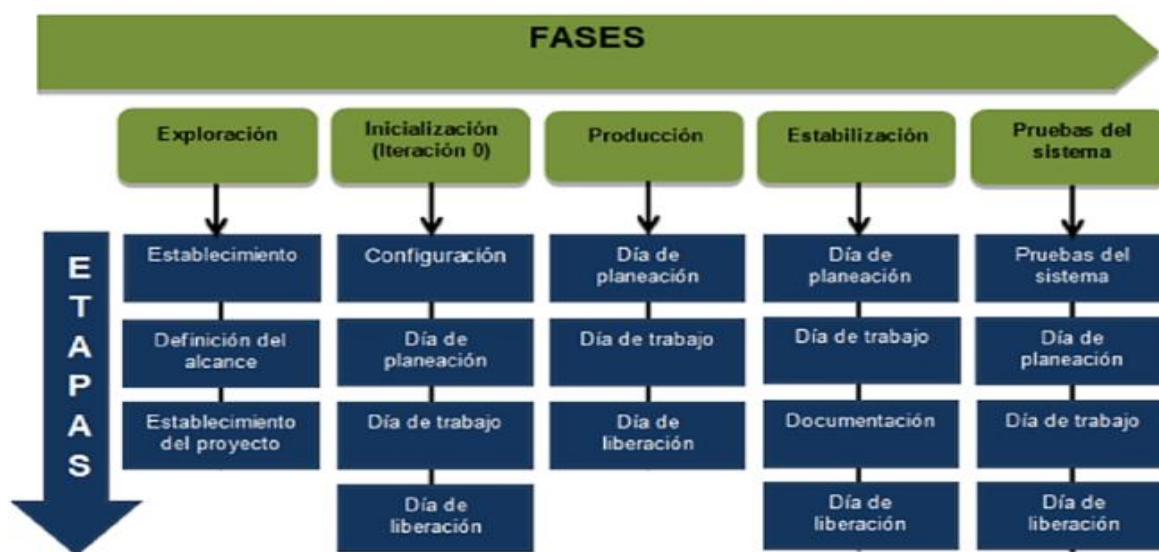 FASES
Exploración
Inicialización
(Iteración 0)
Producción
Estabilización
Pruebas del
sistema
ETAPAS
Establecimiento
Definición del
alcance
Establecimiento
del proyecto
Configuración
Día de
planeación
Día de trabajo
Día de
liberación
Día de
planeación
Día de trabajo
Día de
liberación
Día de
planeación
Día de trabajo
Documentación
Día de
liberación
Pruebas del
sistema
Día de
planeación
Día de trabajo
Día de
liberación